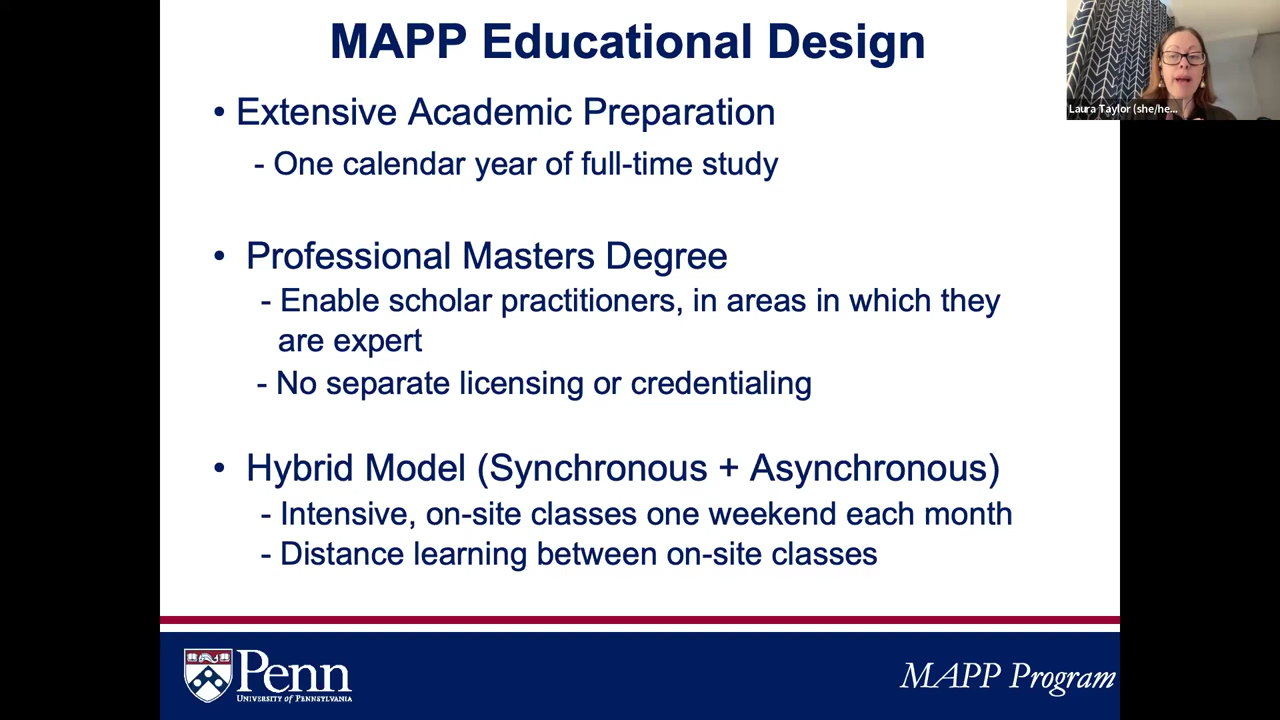 MAPP Educational Design
Laura Taylor (she/he...
• Extensive Academic Preparation
- One calendar year of full-time study
• Professional Masters Degree
- Enable scholar practitioners, in areas in which they
are expert
- No separate licensing or credentialing
• Hybrid Model (Synchronous + Asynchronous)
- Intensive, on-site classes one weekend each month
- Distance learning between on-site classes
Penn
UNIVERSITY OF PENNSYLVANIA
MAPP Program